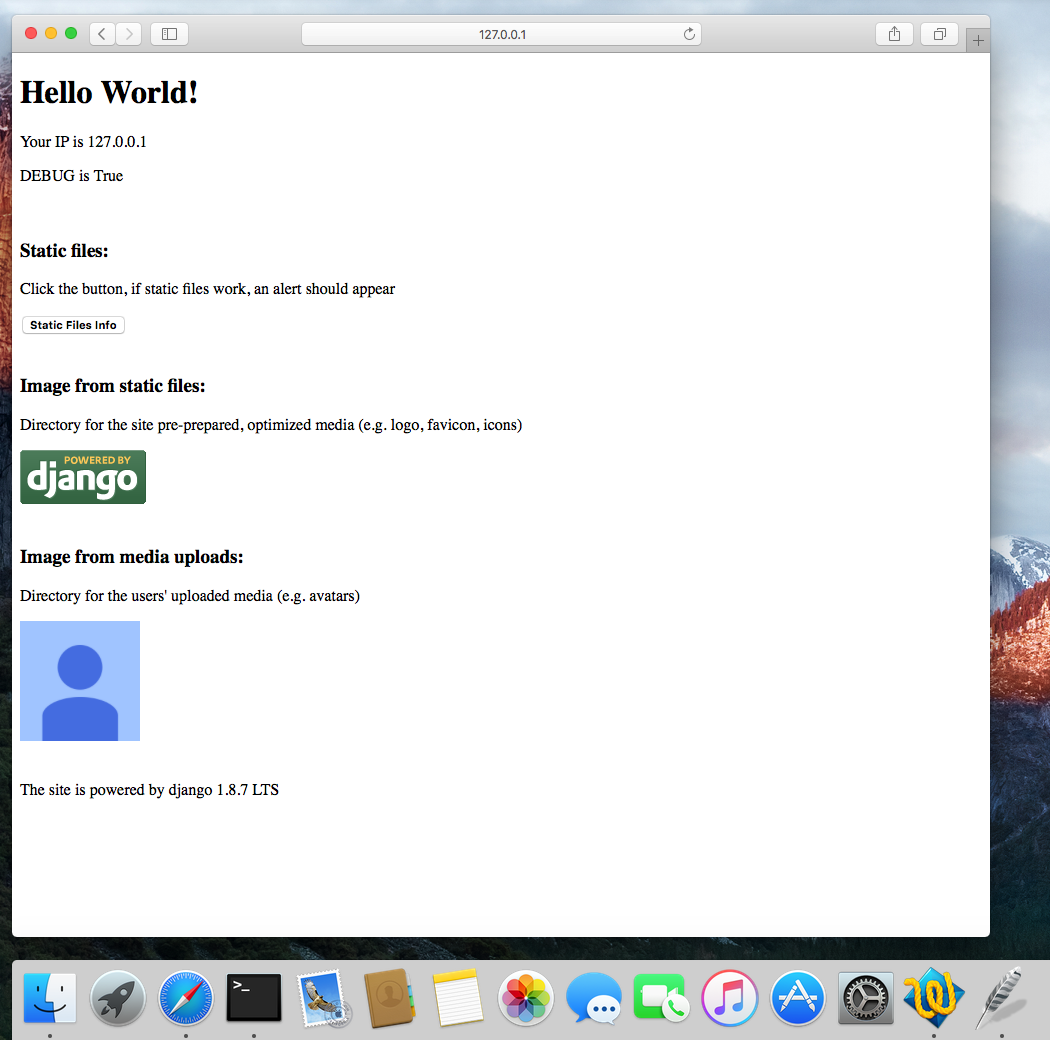 127.0.0.1
Hello World!
Your IP is 127.0.0.1
DEBUG is True
Static files:
Click the button, if static files work, an alert should appear
Static Files Info
Image from static files:
Directory for the site pre-prepared, optimized media (e.g. logo, favicon, icons)
POWERED BY
django
Image from media uploads:
Directory for the users' uploaded media (e.g. avatars)
The site is powered by django 1.8.7 LTS
>_